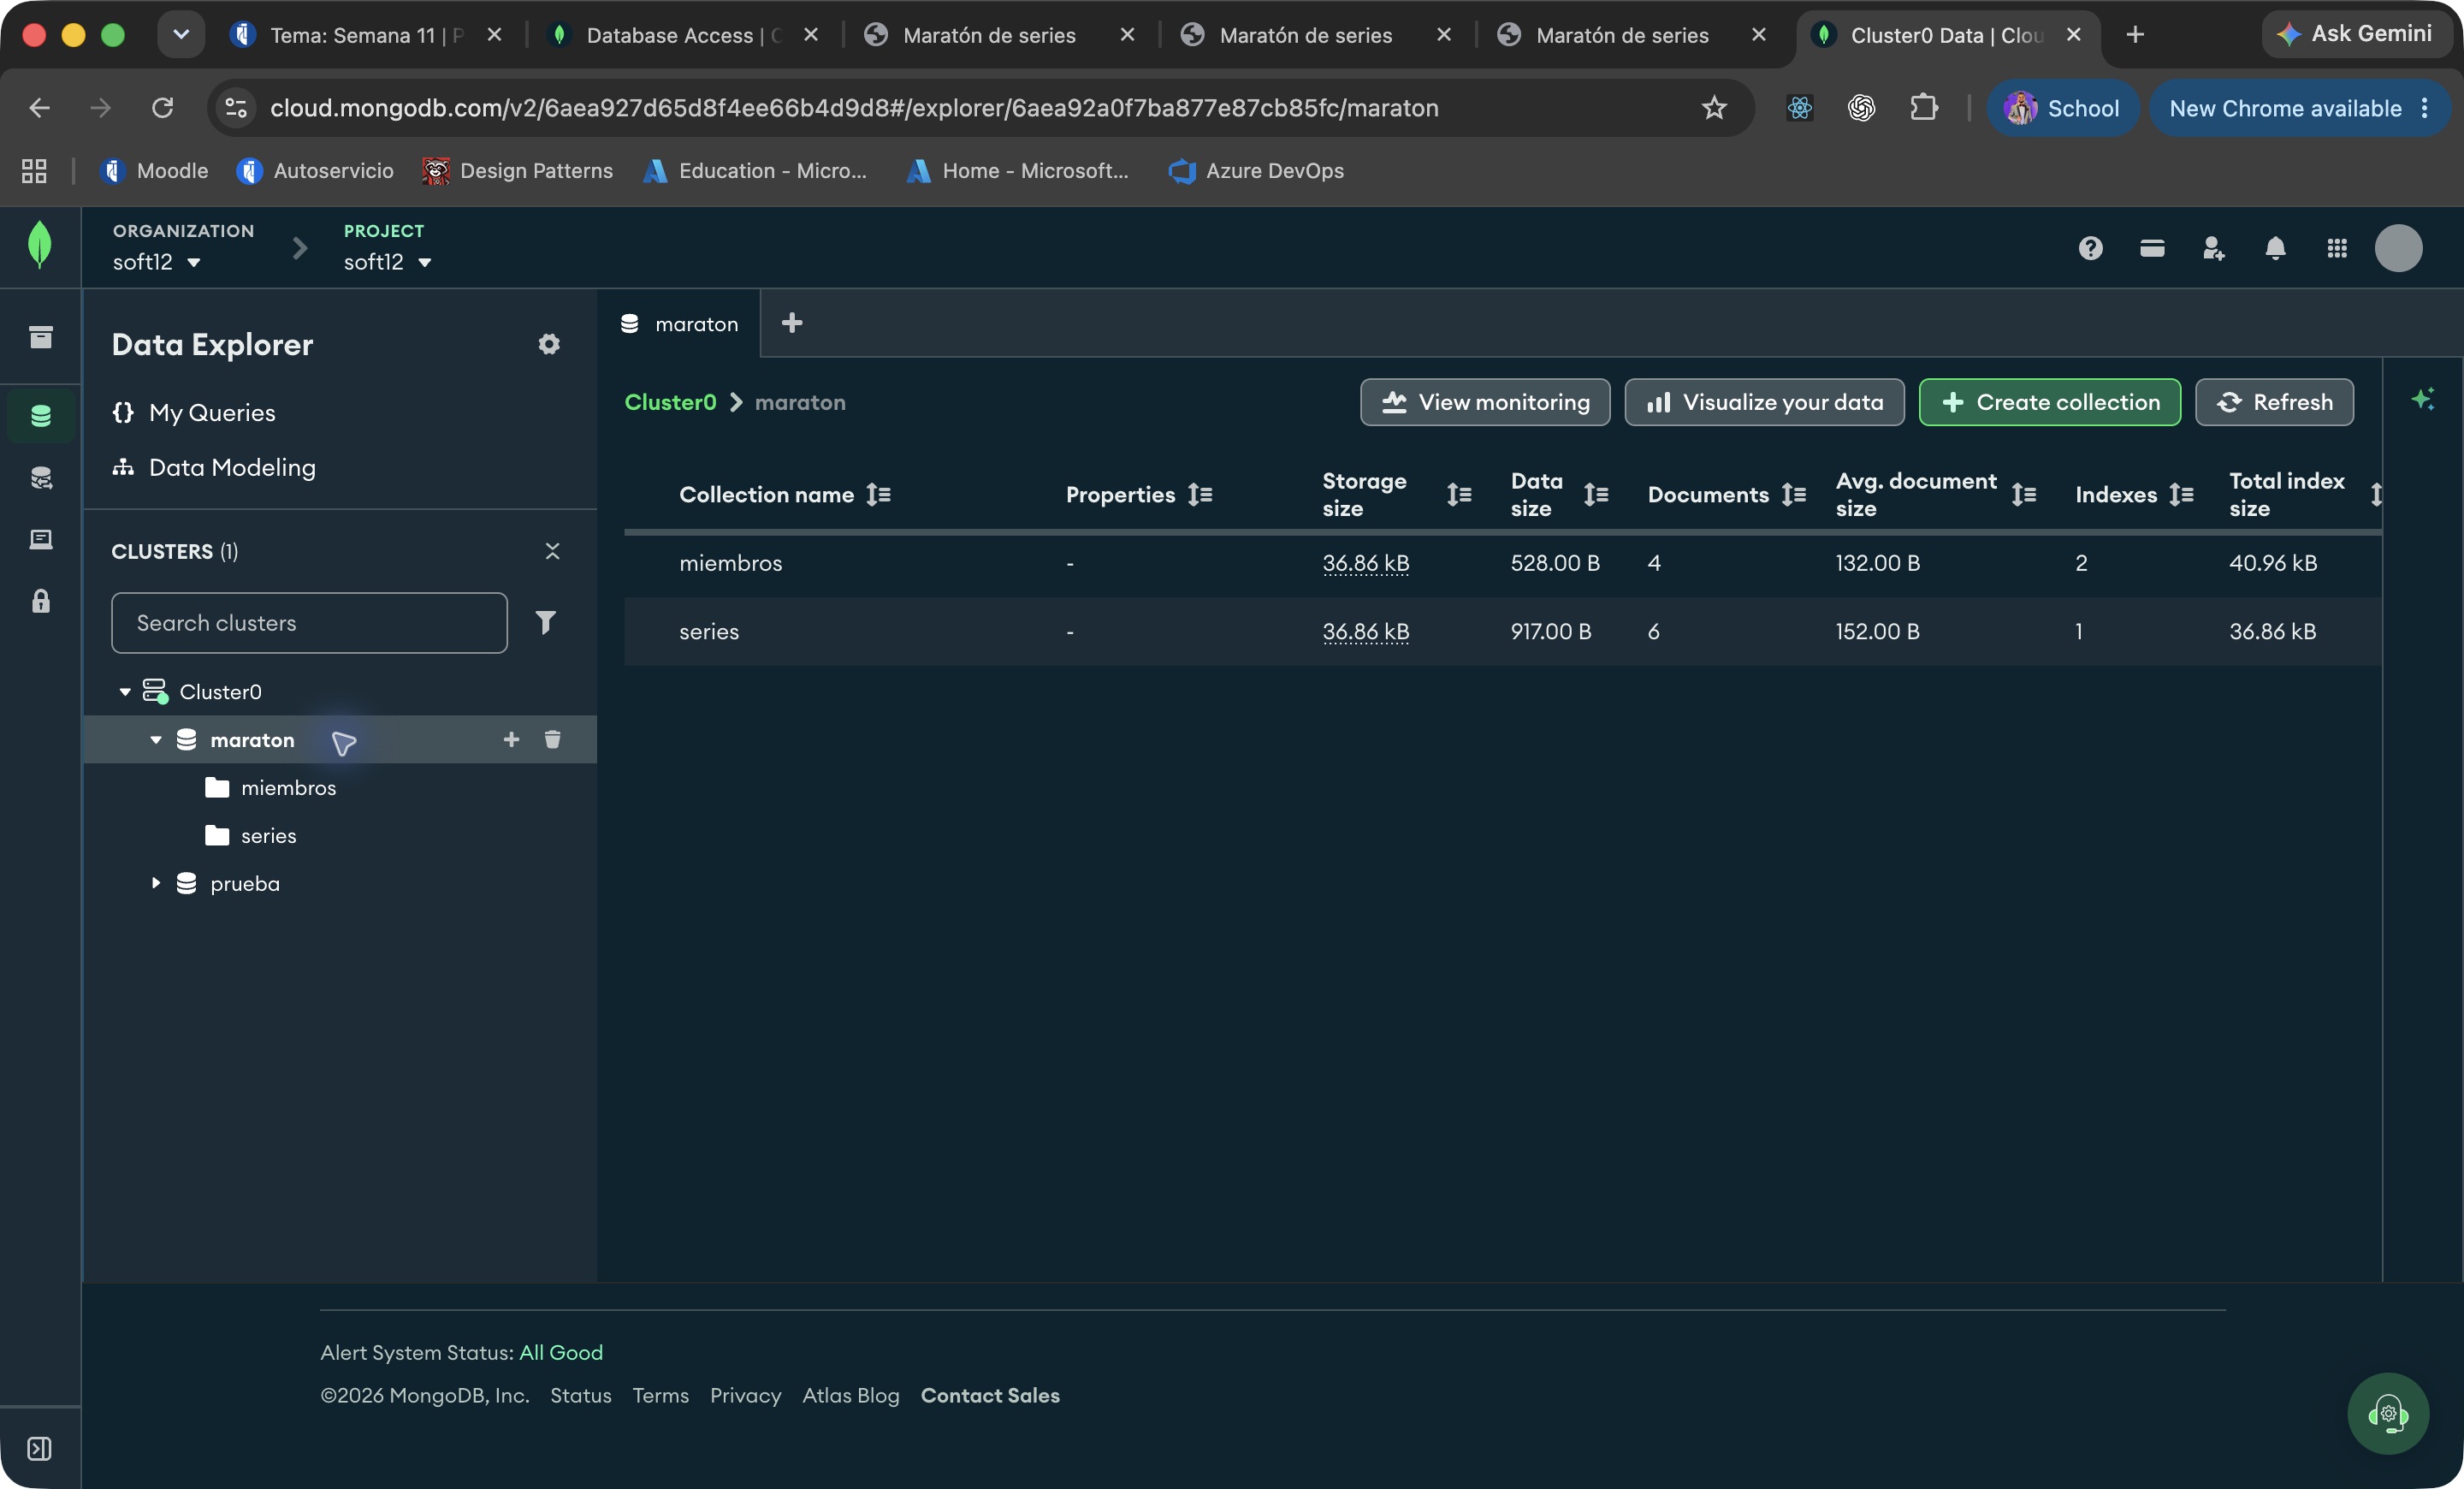 Tema: Semana 11 | P
Database Access | C
Maratón de series
Maratón de series
Maratón de series
Cluster0 Data | Clou
Ask Gemini
cloud.mongodb.com/v2/6aea927d65d8f4ee66b4d9d8#/explorer/6aea92a0f7ba877e87cb85fc/maraton
School
New Chrome available
Moodle
Autoservicio
Design Patterns
Education - Micro...
Home - Microsoft...
Azure DevOps
ORGANIZATION
soft12
PROJECT
soft12
Data Explorer
My Queries
Data Modeling
CLUSTERS (1)
Search clusters
Cluster0
maraton
miembros
series
prueba
maraton
Cluster0 > maraton
View monitoring
Visualize your data
Create collection
Refresh
Collection name Properties Storage size Data size Documents Avg. document size Indexes Total index size
miembros - 36.86 kB 528.00 B 4 132.00 B 2 40.96 kB
series - 36.86 kB 917.00 B 6 152.00 B 1 36.86 kB
Alert System Status: All Good
©2026 MongoDB, Inc. Status Terms Privacy Atlas Blog Contact Sales